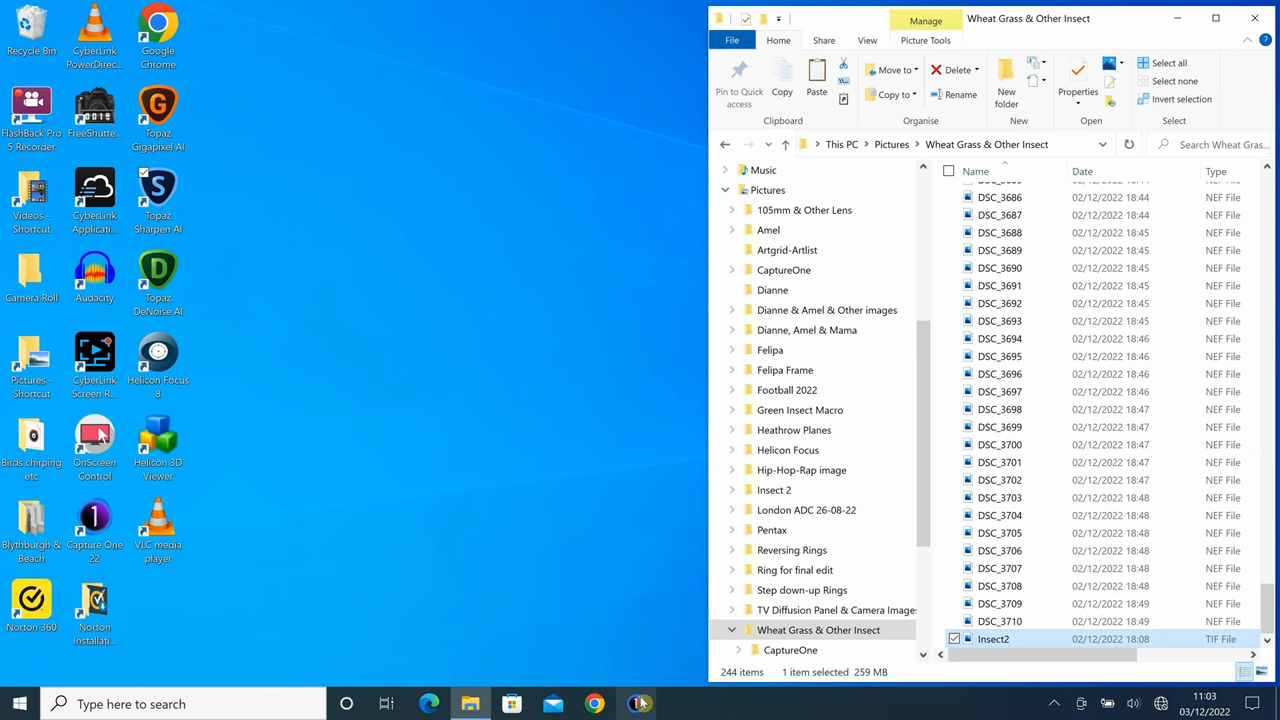 Recycle Bin
CyberLink
PowerDirec...
Google
Chrome
FlashBack Pro
5 Recorder
FreeShutte...
Topaz
Gigapixel AI
Videos -
Shortcut
CyberLink
Applicati...
Topaz
Sharpen AI
Camera Roll
Audacity
Topaz
DeNoise AI
Pictures -
Shortcut
CyberLink
Screen R...
Helicon Focus
8
Birds chirping
etc
OnScreen
Control
Helicon 3D
Viewer
Blythburgh &
Beach
Capture One
22
VLC media
player
Norton 360
Norton
Installati...
Manage
Wheat Grass & Other Insect
File
Home
Share
View
Picture Tools
Pin to Quick
access
Copy
Paste
Move to
Copy to
Delete
Rename
New
folder
Properties
Select all
Select none
Invert selection
Clipboard
Organise
New
Open
Select
This PC
Pictures
Wheat Grass & Other Insect
Search Wheat Gras...
Music
Pictures
105mm & Other Lens
Amel
Artgrid-Artlist
CaptureOne
Dianne
Dianne & Amel & Other images
Dianne, Amel & Mama
Felipa
Felipa Frame
Football 2022
Green Insect Macro
Heathrow Planes
Helicon Focus
Hip-Hop-Rap image
Insect 2
London ADC 26-08-22
Pentax
Reversing Rings
Ring for final edit
Step down-up Rings
TV Diffusion Panel & Camera Images
Wheat Grass & Other Insect
CaptureOne
Name Date Type
DSC_3686 02/12/2022 18:44 NEF File
DSC_3687 02/12/2022 18:44 NEF File
DSC_3688 02/12/2022 18:45 NEF File
DSC_3689 02/12/2022 18:45 NEF File
DSC_3690 02/12/2022 18:45 NEF File
DSC_3691 02/12/2022 18:45 NEF File
DSC_3692 02/12/2022 18:45 NEF File
DSC_3693 02/12/2022 18:45 NEF File
DSC_3694 02/12/2022 18:46 NEF File
DSC_3695 02/12/2022 18:46 NEF File
DSC_3696 02/12/2022 18:46 NEF File
DSC_3697 02/12/2022 18:46 NEF File
DSC_3698 02/12/2022 18:47 NEF File
DSC_3699 02/12/2022 18:47 NEF File
DSC_3700 02/12/2022 18:47 NEF File
DSC_3701 02/12/2022 18:47 NEF File
DSC_3702 02/12/2022 18:47 NEF File
DSC_3703 02/12/2022 18:48 NEF File
DSC_3704 02/12/2022 18:48 NEF File
DSC_3705 02/12/2022 18:48 NEF File
DSC_3706 02/12/2022 18:48 NEF File
DSC_3707 02/12/2022 18:48 NEF File
DSC_3708 02/12/2022 18:48 NEF File
DSC_3709 02/12/2022 18:49 NEF File
DSC_3710 02/12/2022 18:49 NEF File
Insect2 02/12/2022 18:08 TIF File
244 items 1 item selected 259 MB
Type here to search
11:03
03/12/2022